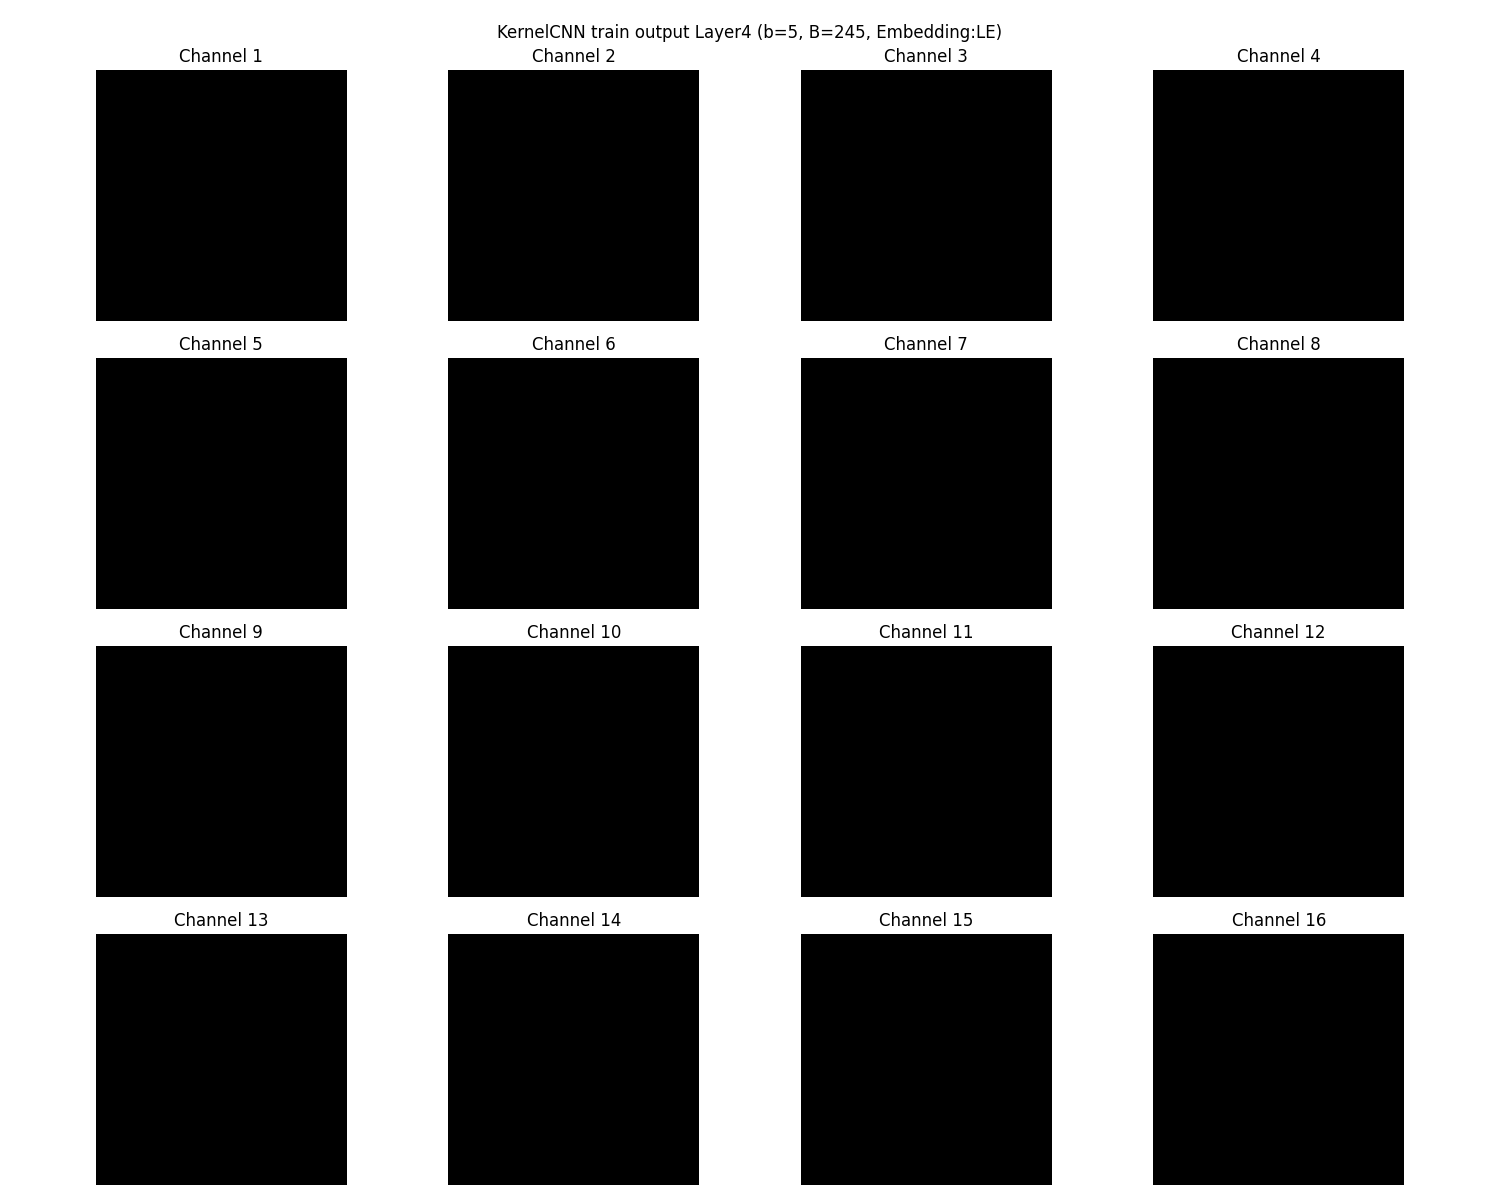 KernelCNN train output Layer4 (b=5, B=245, Embedding:LE)
Channel 1 Channel 2 Channel 3 Channel 4
Channel 5 Channel 6 Channel 7 Channel 8
Channel 9 Channel 10 Channel 11 Channel 12
Channel 13 Channel 14 Channel 15 Channel 16